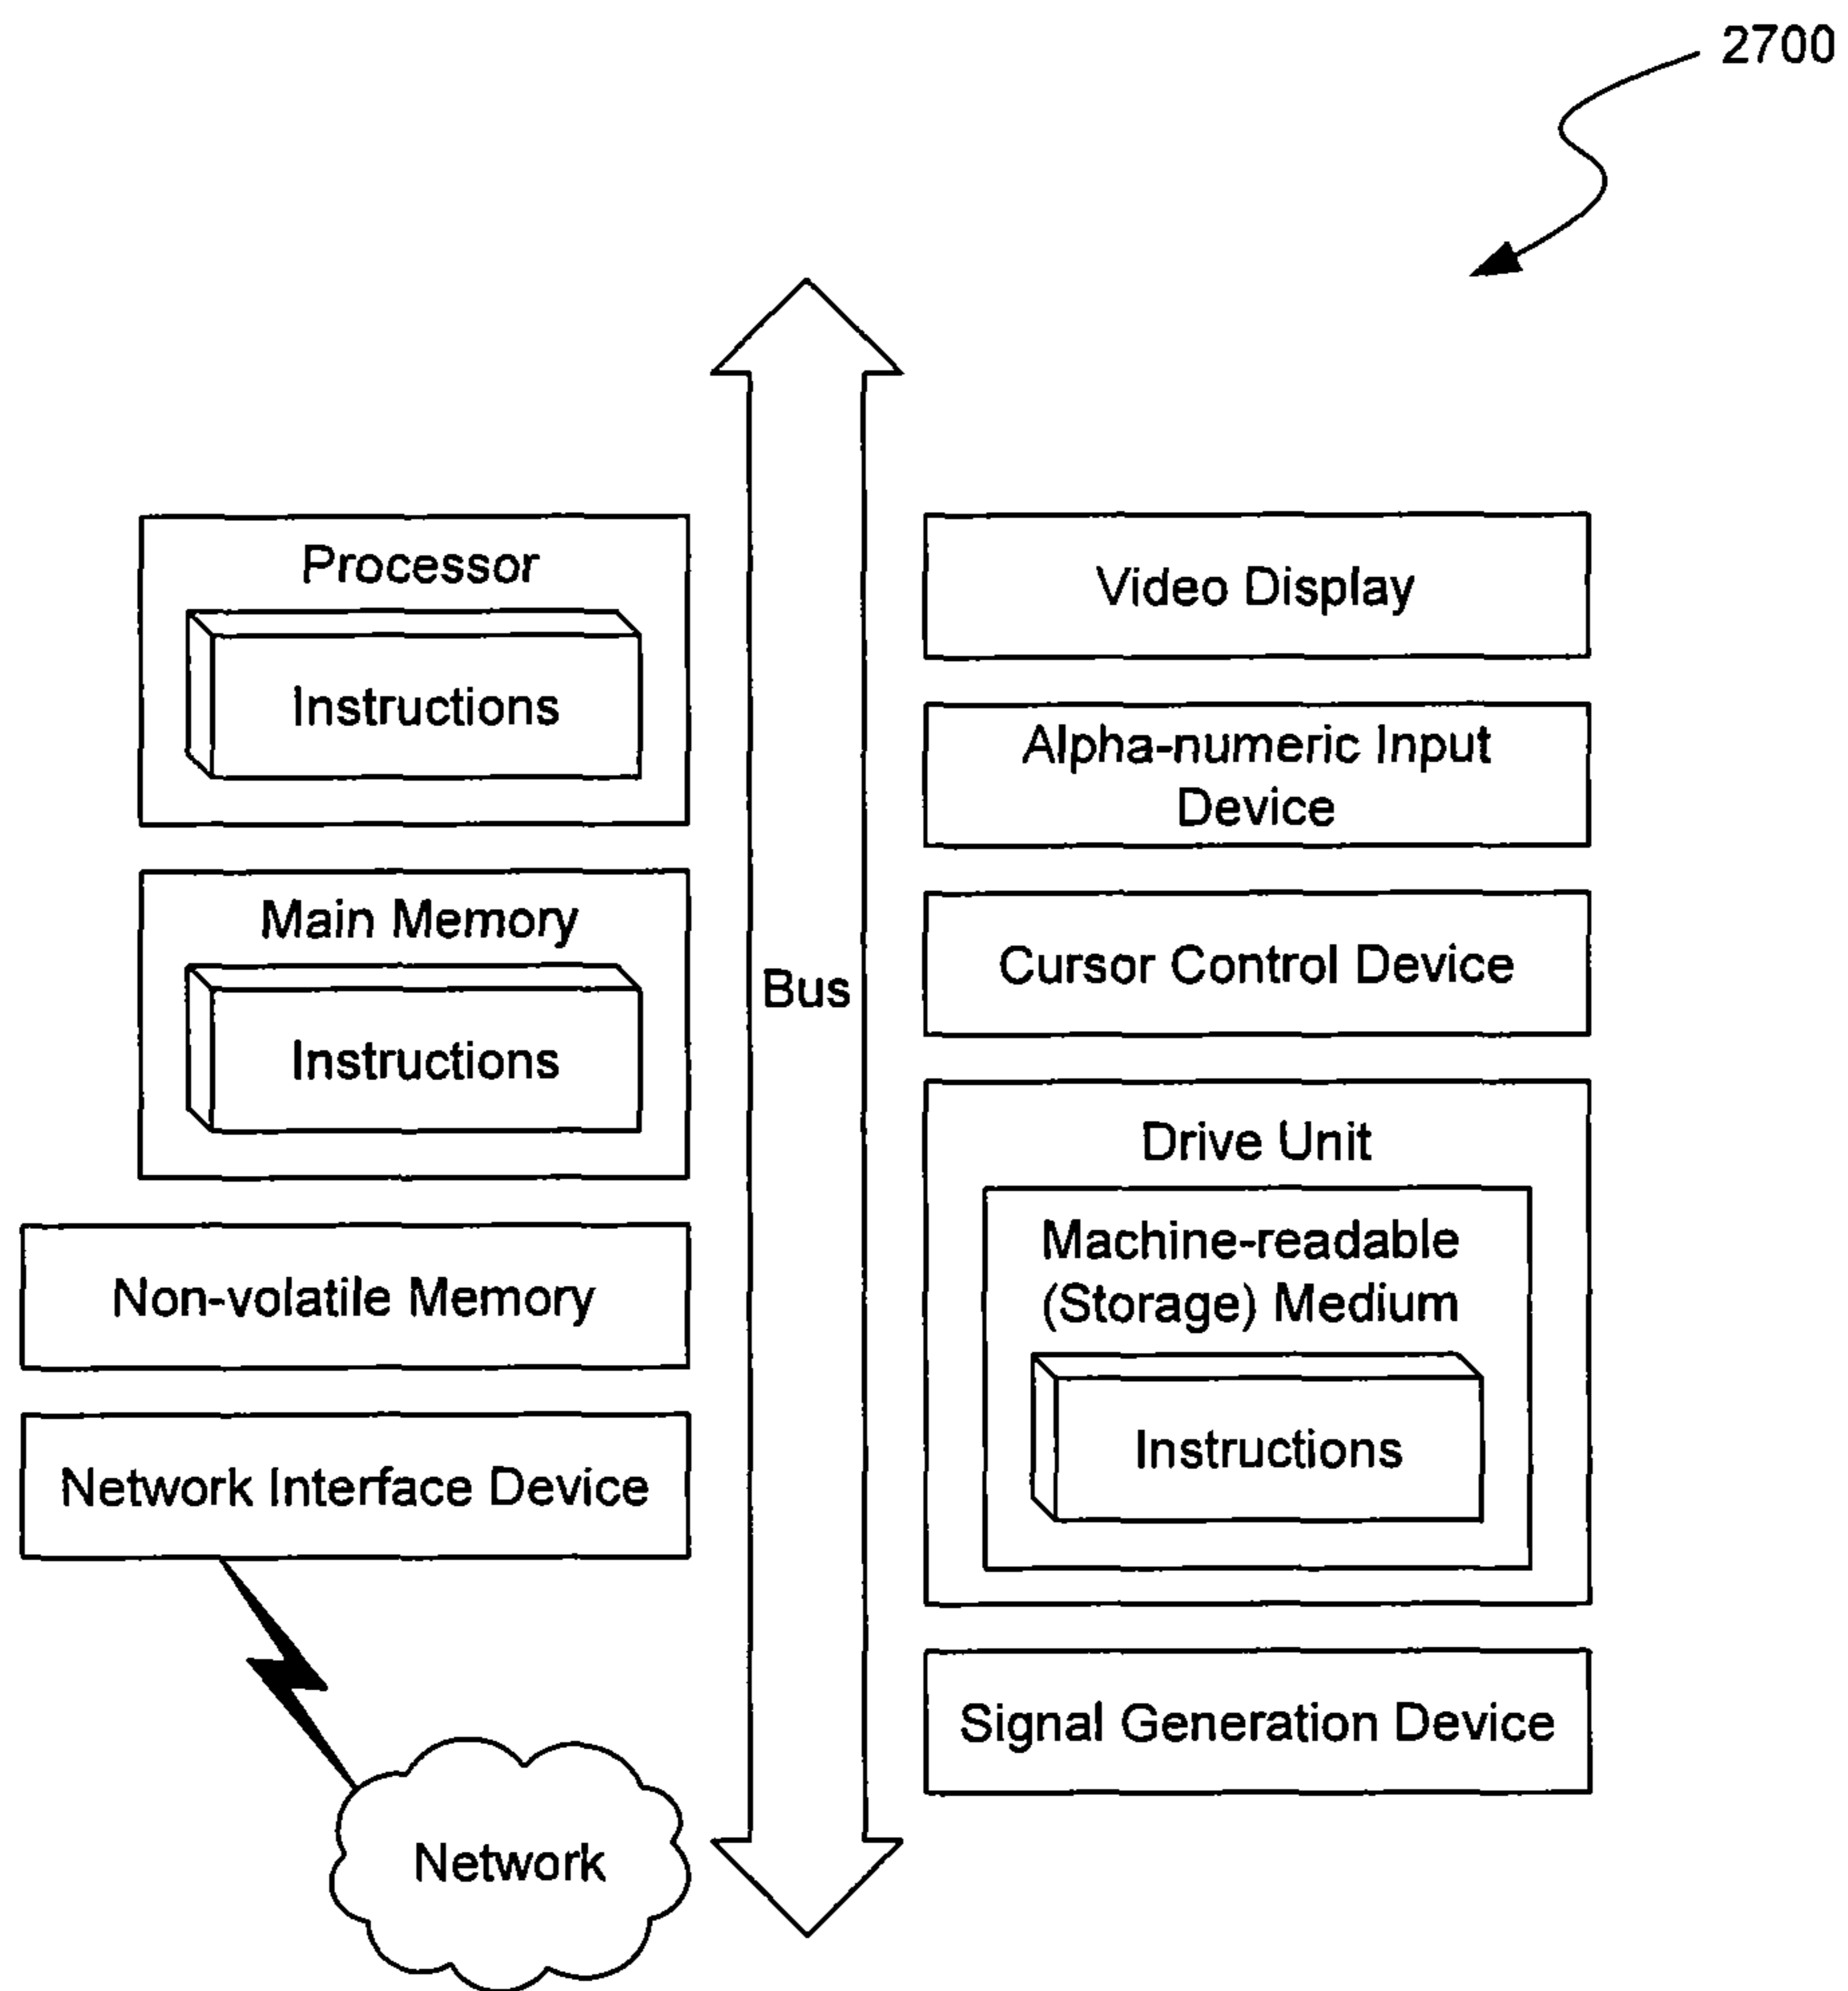 2700
Processor
Instructions
Main Memory
Instructions
Non-volatile Memory
Network Interface Device
Network
Bus
Video Display
Alpha-numeric Input
Device
Cursor Control Device
Drive Unit
Machine-readable
(Storage) Medium
Instructions
Signal Generation Device